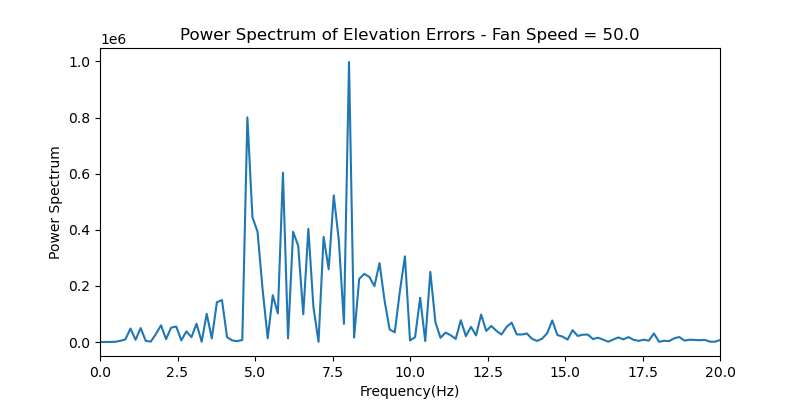 Power Spectrum of Elevation Errors - Fan Speed = 50.0
1e6
1.0
0.8
0.6
0.4
0.2
0.0
Power Spectrum
0.0 2.5 5.0 7.5 10.0 12.5 15.0 17.5 20.0
Frequency(Hz)